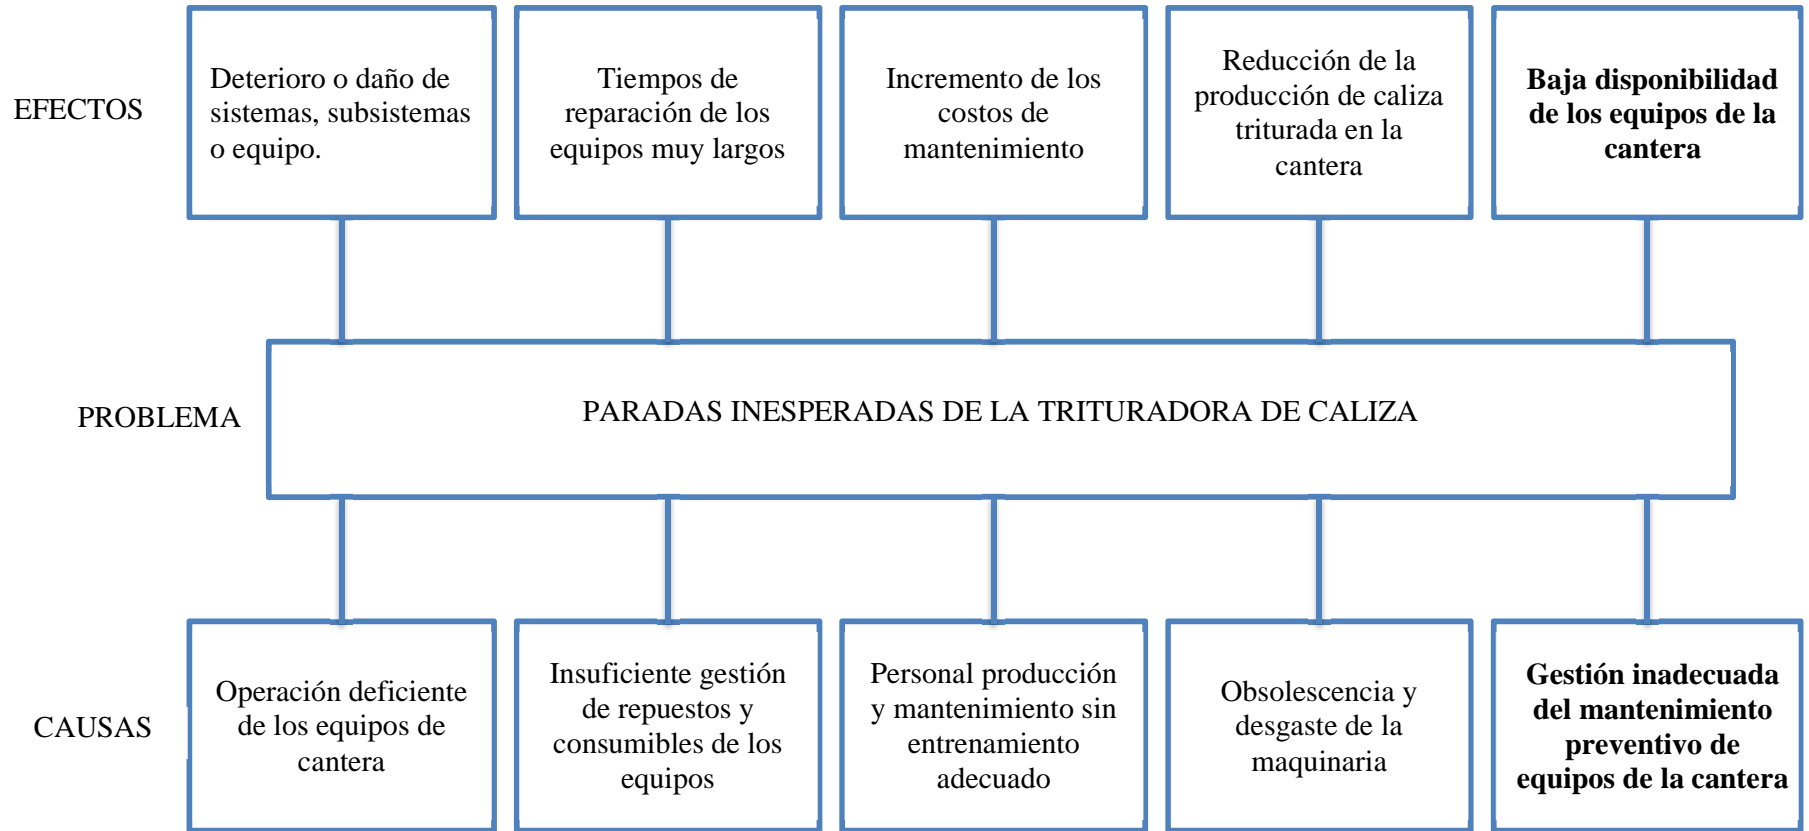 EFECTOS
Deterioro o daño de
sistemas, subsistemas
o equipo.
Tiempos de
reparación de los
equipos muy largos
Incremento de los
costos de
mantenimiento
Reducción de la
producción de caliza
triturada en la
cantera
Baja disponibilidad
de los equipos de la
cantera
PROBLEMA
PARADAS INESPERADAS DE LA TRITURADORA DE CALIZA
CAUSAS
Operación deficiente
de los equipos de
cantera
Insuficiente gestión
de repuestos y
consumibles de los
equipos
Personal producción
y mantenimiento sin
entrenamiento
adecuado
Obsolescencia y
desgaste de la
maquinaria
Gestión inadecuada
del mantenimiento
preventivo de
equipos de la cantera